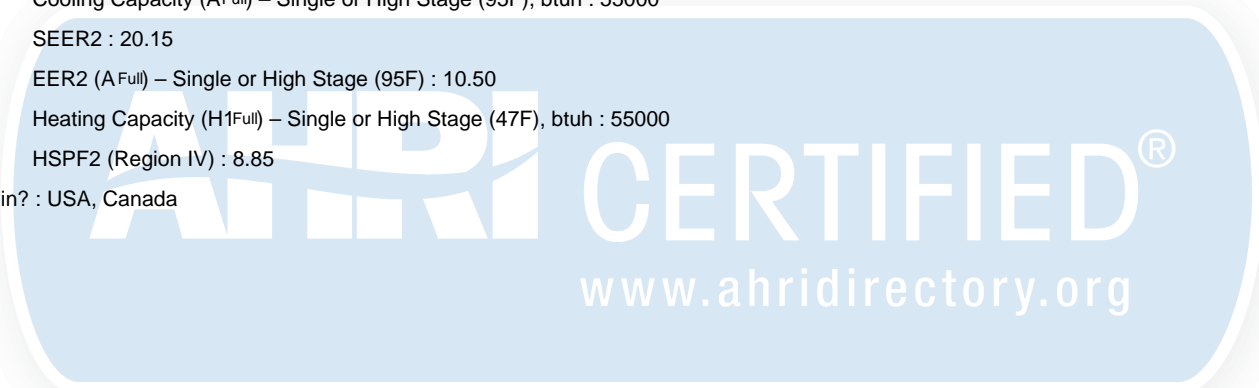 Cooling Capacity (AFull) – Single or High Stage (95F), btuh : 55000
SEER2 : 20.15
EER2 (AFull) – Single or High Stage (95F) : 10.50
Heating Capacity (H1Full) – Single or High Stage (47F), btuh : 55000
HSPF2 (Region IV) : 8.85
in? : USA, Canada
AHRI CERTIFIED®
www.ahridirectory.org